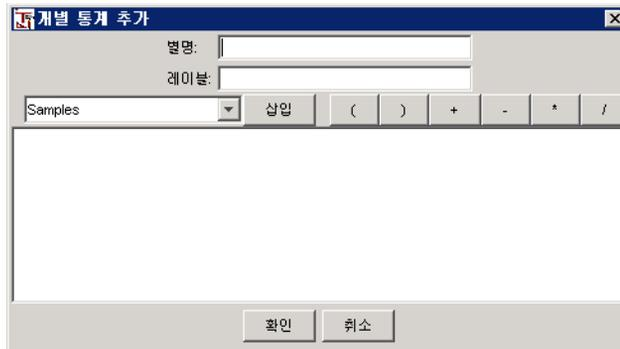 개별 통계 추가
별명:
레이블:
Samples 삽입 ( ) + - * /
확인 취소